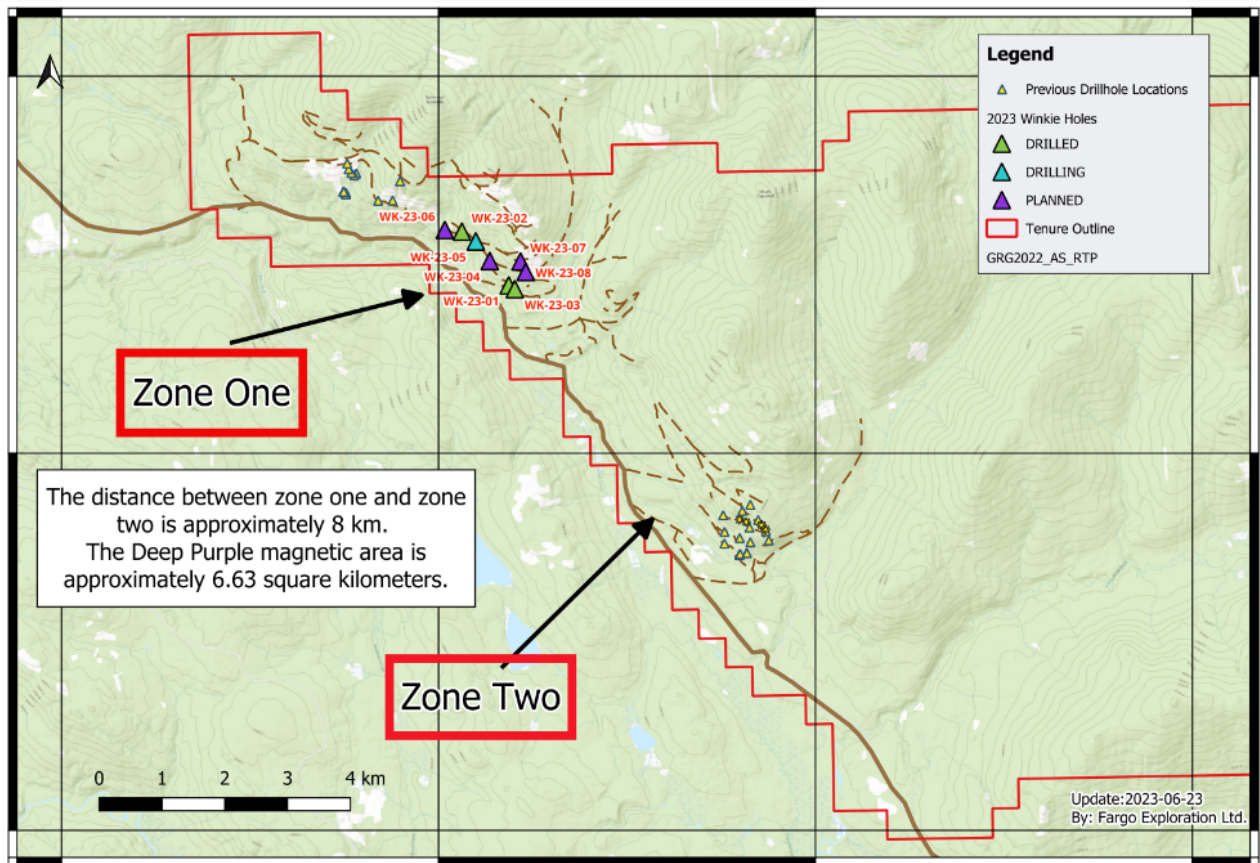 Legend
Previous Drillhole Locations
2023 Winkie Holes
DRILLED
DRILLING
PLANNED
Tenure Outline
GRG2022_AS_RTP
WK-23-06
WK-23-02
WK-23-05
WK-23-07
WK-23-04
WK-23-08
WK-23-01
WK-23-03
Zone One
The distance between zone one and zone
two is approximately 8 km.
The Deep Purple magnetic area is
approximately 6.63 square kilometers.
Zone Two
0 1 2 3 4 km
Update:2023-06-23
By: Fargo Exploration Ltd.